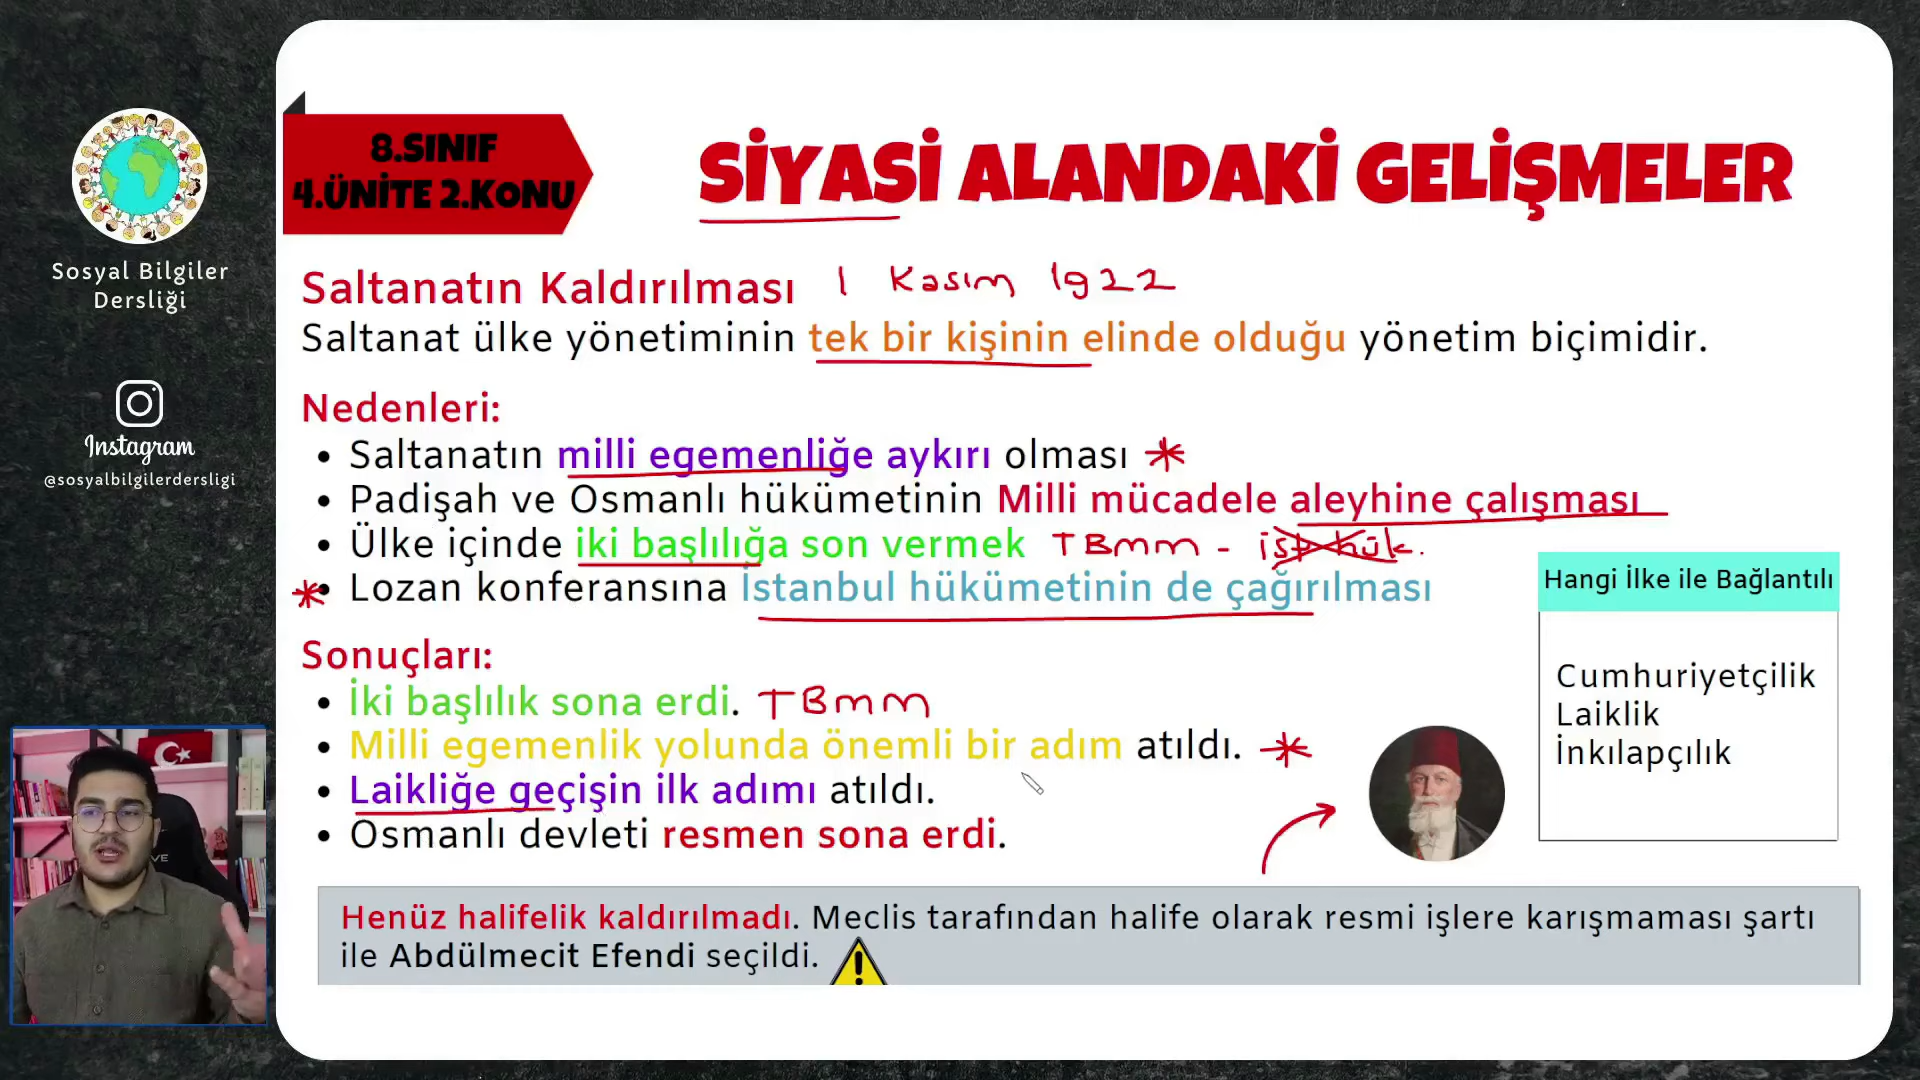 8.SINIF
4.ÜNİTE 2.KONU
SİYASİ ALANDAKİ GELİŞMELER
Sosyal Bilgiler
Dersliği
Instagram
@sosyalbilgilerdersligi
Saltanatın Kaldırılması 1 Kasım 1922
Saltanat ülke yönetiminin tek bir kişinin elinde olduğu yönetim biçimidir.
Nedenleri:
• Saltanatın milli egemenliğe aykırı olması *
• Padişah ve Osmanlı hükümetinin Milli mücadele aleyhine çalışması
• Ülke içinde iki başlılığa son vermek TBMM - ist hük.
* • Lozan konferansına İstanbul hükümetinin de çağırılması
Sonuçları:
• İki başlılık sona erdi. TBMM
• Milli egemenlik yolunda önemli bir adım atıldı. *
• Laikliğe geçişin ilk adımı atıldı.
• Osmanlı devleti resmen sona erdi.
Hangi İlke ile Bağlantılı
Cumhuriyetçilik
Laiklik
İnkılapçılık
Henüz halifelik kaldırılmadı. Meclis tarafından halife olarak resmi işlere karışmaması şartı
ile Abdülmecit Efendi seçildi.